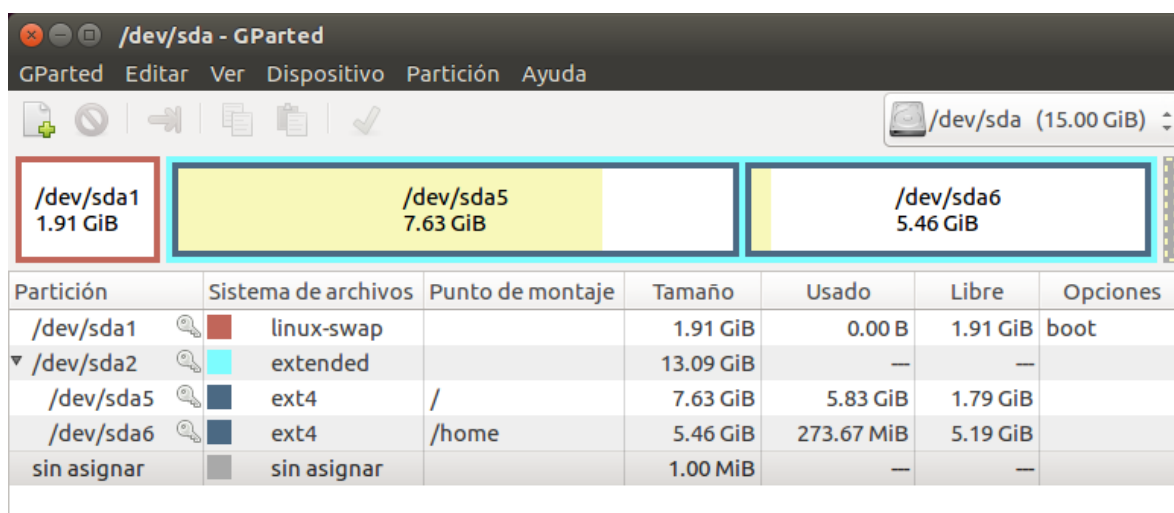 /dev/sda - GParted
GParted Editar Ver Dispositivo Partición Ayuda
/dev/sda (15.00 GiB)
/dev/sda1
1.91 GiB
/dev/sda5
7.63 GiB
/dev/sda6
5.46 GiB
Partición Sistema de archivos Punto de montaje Tamaño Usado Libre Opciones
/dev/sda1 linux-swap 1.91 GiB 0.00 B 1.91 GiB boot
/dev/sda2 extended 13.09 GiB --- ---
/dev/sda5 ext4 / 7.63 GiB 5.83 GiB 1.79 GiB
/dev/sda6 ext4 /home 5.46 GiB 273.67 MiB 5.19 GiB
sin asignar sin asignar 1.00 MiB --- ---